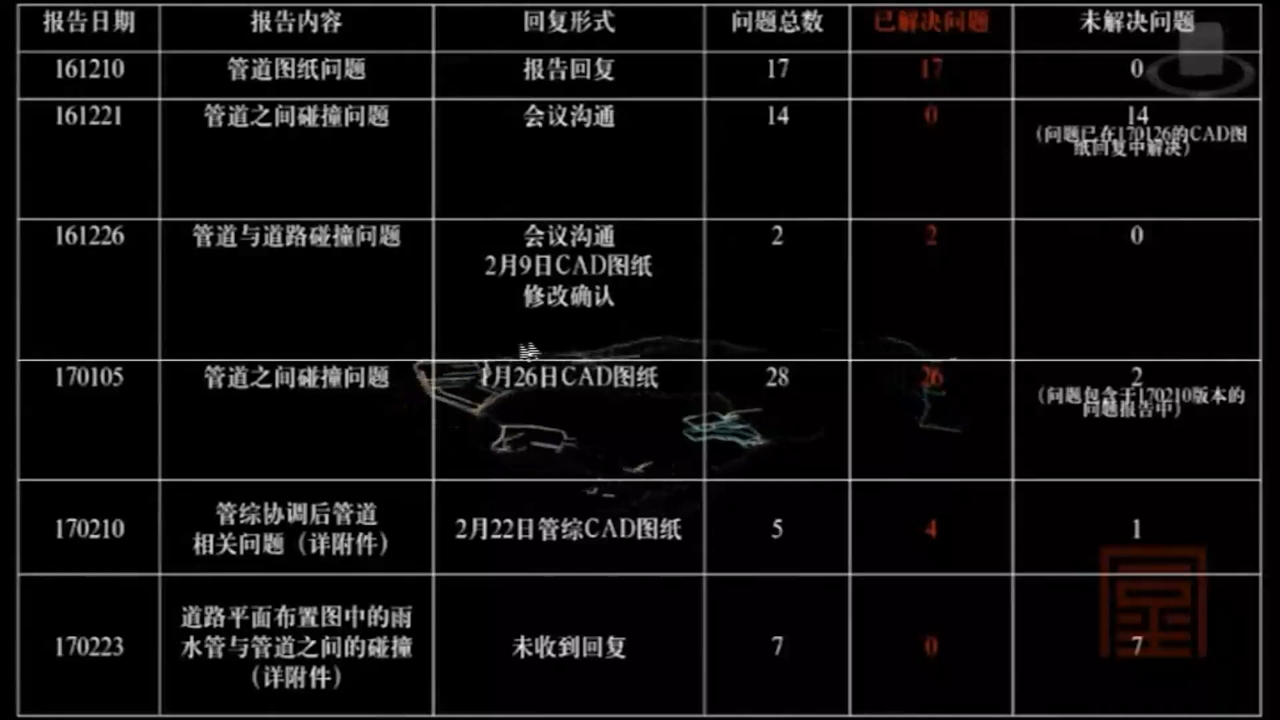 报告日期 报告内容 回复形式 问题总数 已解决问题 未解决问题
161210 管道图纸问题 报告回复 17 17 0
161221 管道之间碰撞问题 会议沟通 14 0 14
(问题已在170126的CAD图
纸回复中解决)
161226 管道与道路碰撞问题 会议沟通 2 2 0
2月9日CAD图纸
修改确认
170105 管道之间碰撞问题 1月26日CAD图纸 28 26 2
(问题包含于170210版本的
问题报告中)
管综协调后管道
170210 相关问题（详附件） 2月22日管综CAD图纸 5 4 1
道路平面布置图中的雨
170223 水管与管道之间的碰撞 未收到回复 7 0 7
（详附件）